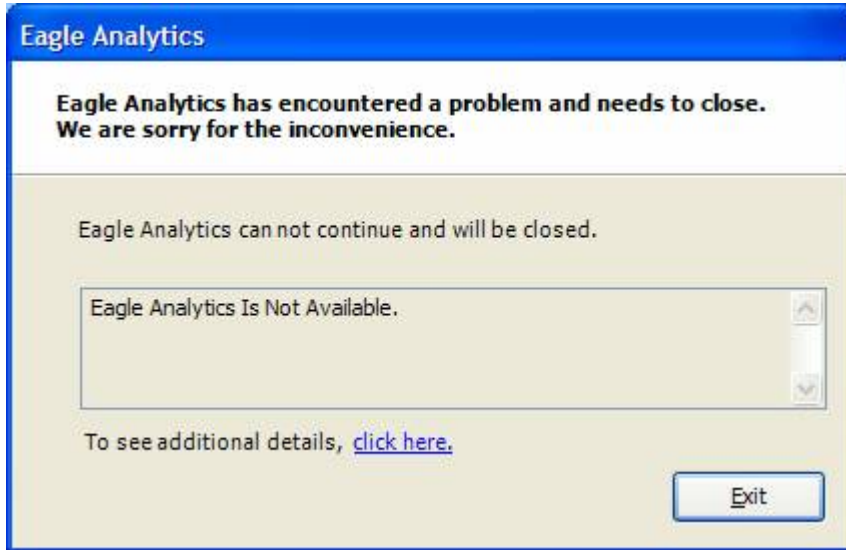 Eagle Analytics
Eagle Analytics has encountered a problem and needs to close.
We are sorry for the inconvenience.
Eagle Analytics can not continue and will be closed.
Eagle Analytics Is Not Available.
To see additional details, click here.
Exit